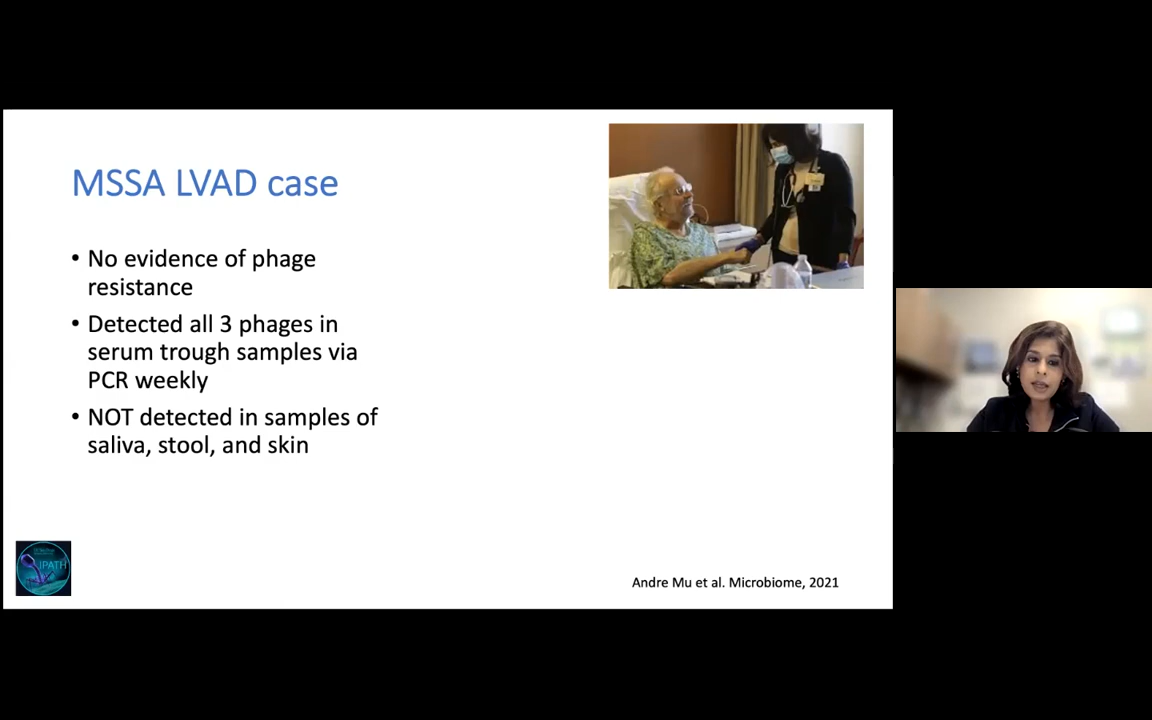 MSSA LVAD case
• No evidence of phage
resistance
• Detected all 3 phages in
serum trough samples via
PCR weekly
• NOT detected in samples of
saliva, stool, and skin
IPATH
Andre Mu et al. Microbiome, 2021